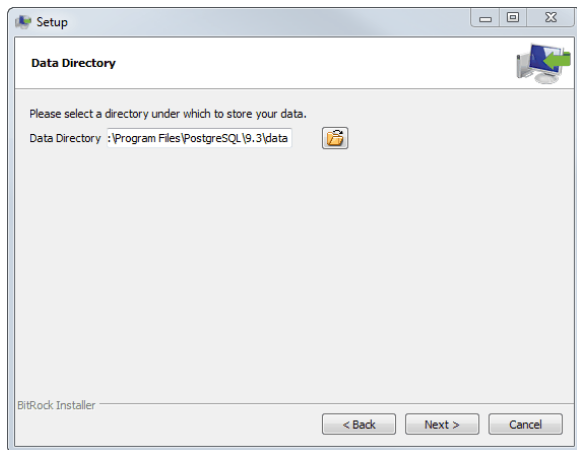 Setup
Data Directory
Please select a directory under which to store your data.
Data Directory :\Program Files\PostgreSQL\9.3\data
BitRock Installer
< Back Next > Cancel